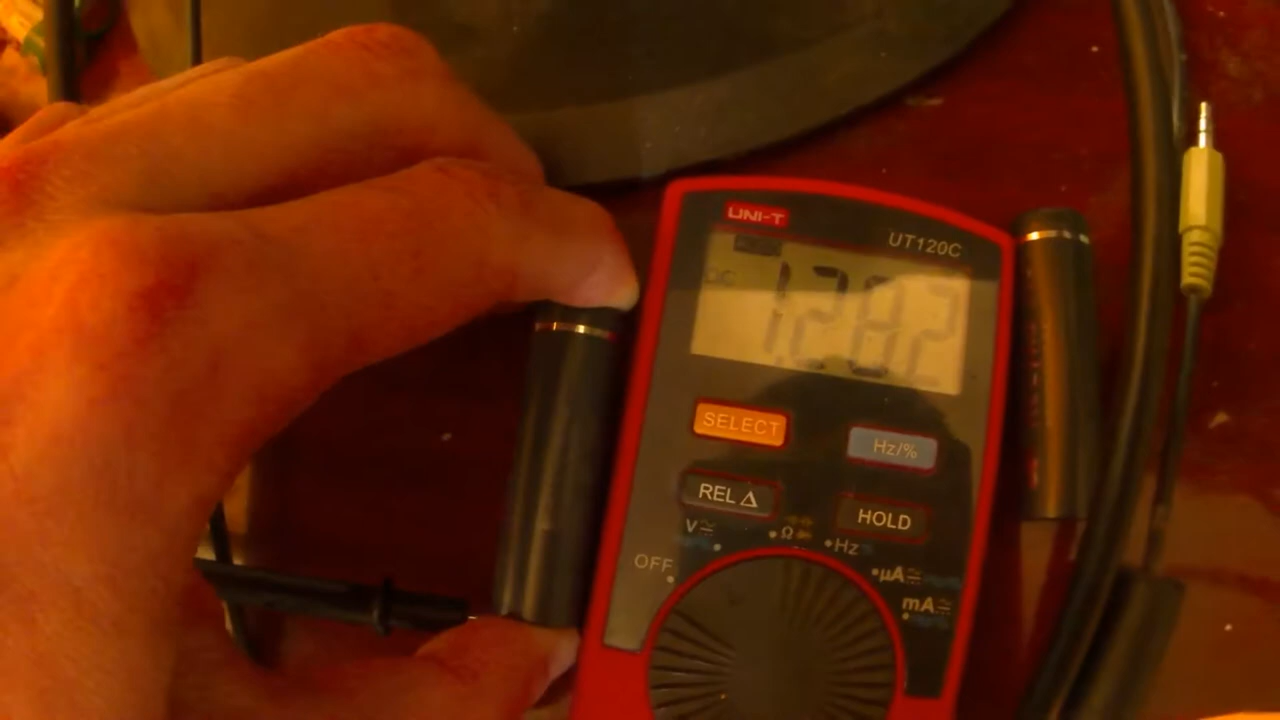 UNI-T
UT120C
DC
1.282
SELECT
Hz/%
REL Δ
HOLD
V
Ω
Hz
OFF
µA
mA